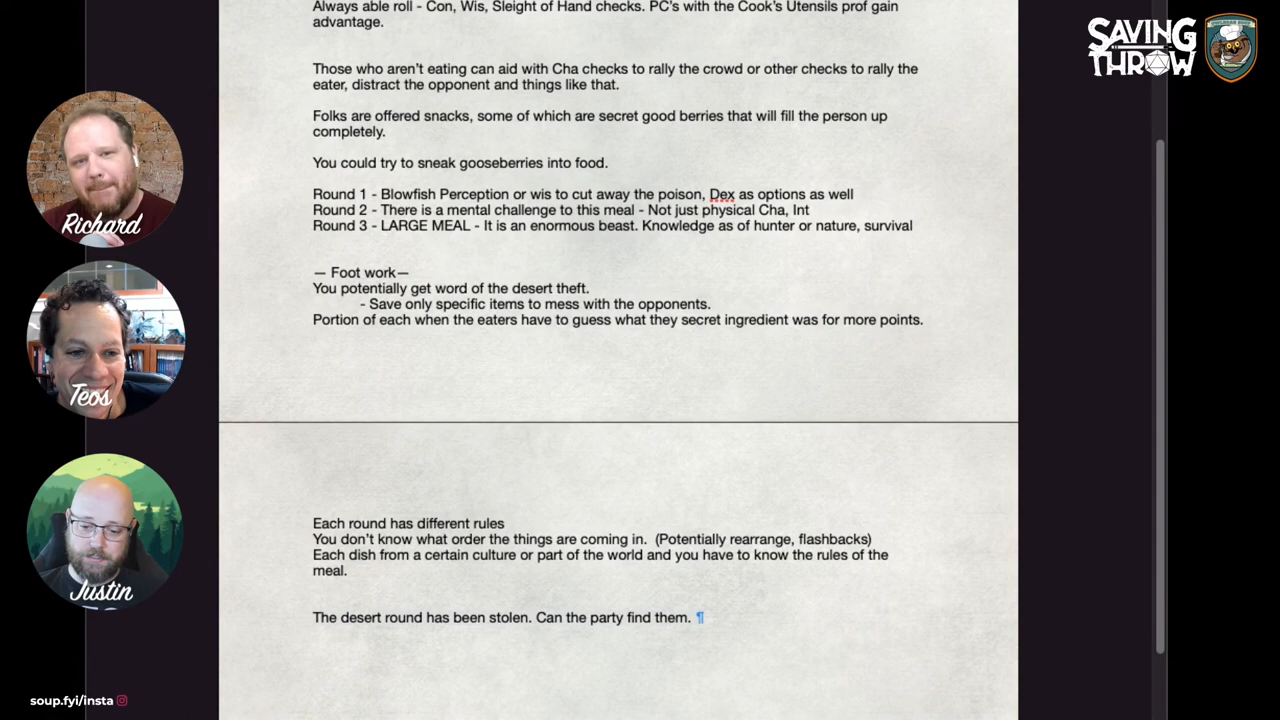 Always able roll - Con, Wis, Sleight of Hand checks. PC's with the Cook's Utensils prof gain
advantage.
Those who aren't eating can aid with Cha checks to rally the crowd or other checks to rally the
eater, distract the opponent and things like that.
Folks are offered snacks, some of which are secret good berries that will fill the person up
completely.
You could try to sneak gooseberries into food.
Round 1 - Blowfish Perception or wis to cut away the poison, Dex as options as well
Round 2 - There is a mental challenge to this meal - Not just physical Cha, Int
Round 3 - LARGE MEAL - It is an enormous beast. Knowledge as of hunter or nature, survival
— Foot work—
You potentially get word of the desert theft.
- Save only specific items to mess with the opponents.
Portion of each when the eaters have to guess what they secret ingredient was for more points.
Each round has different rules
You don't know what order the things are coming in. (Potentially rearrange, flashbacks)
Each dish from a certain culture or part of the world and you have to know the rules of the
meal.
The desert round has been stolen. Can the party find them. ¶
Richard
Teos
Justin
SAVING
THROW
soup.fyi/insta